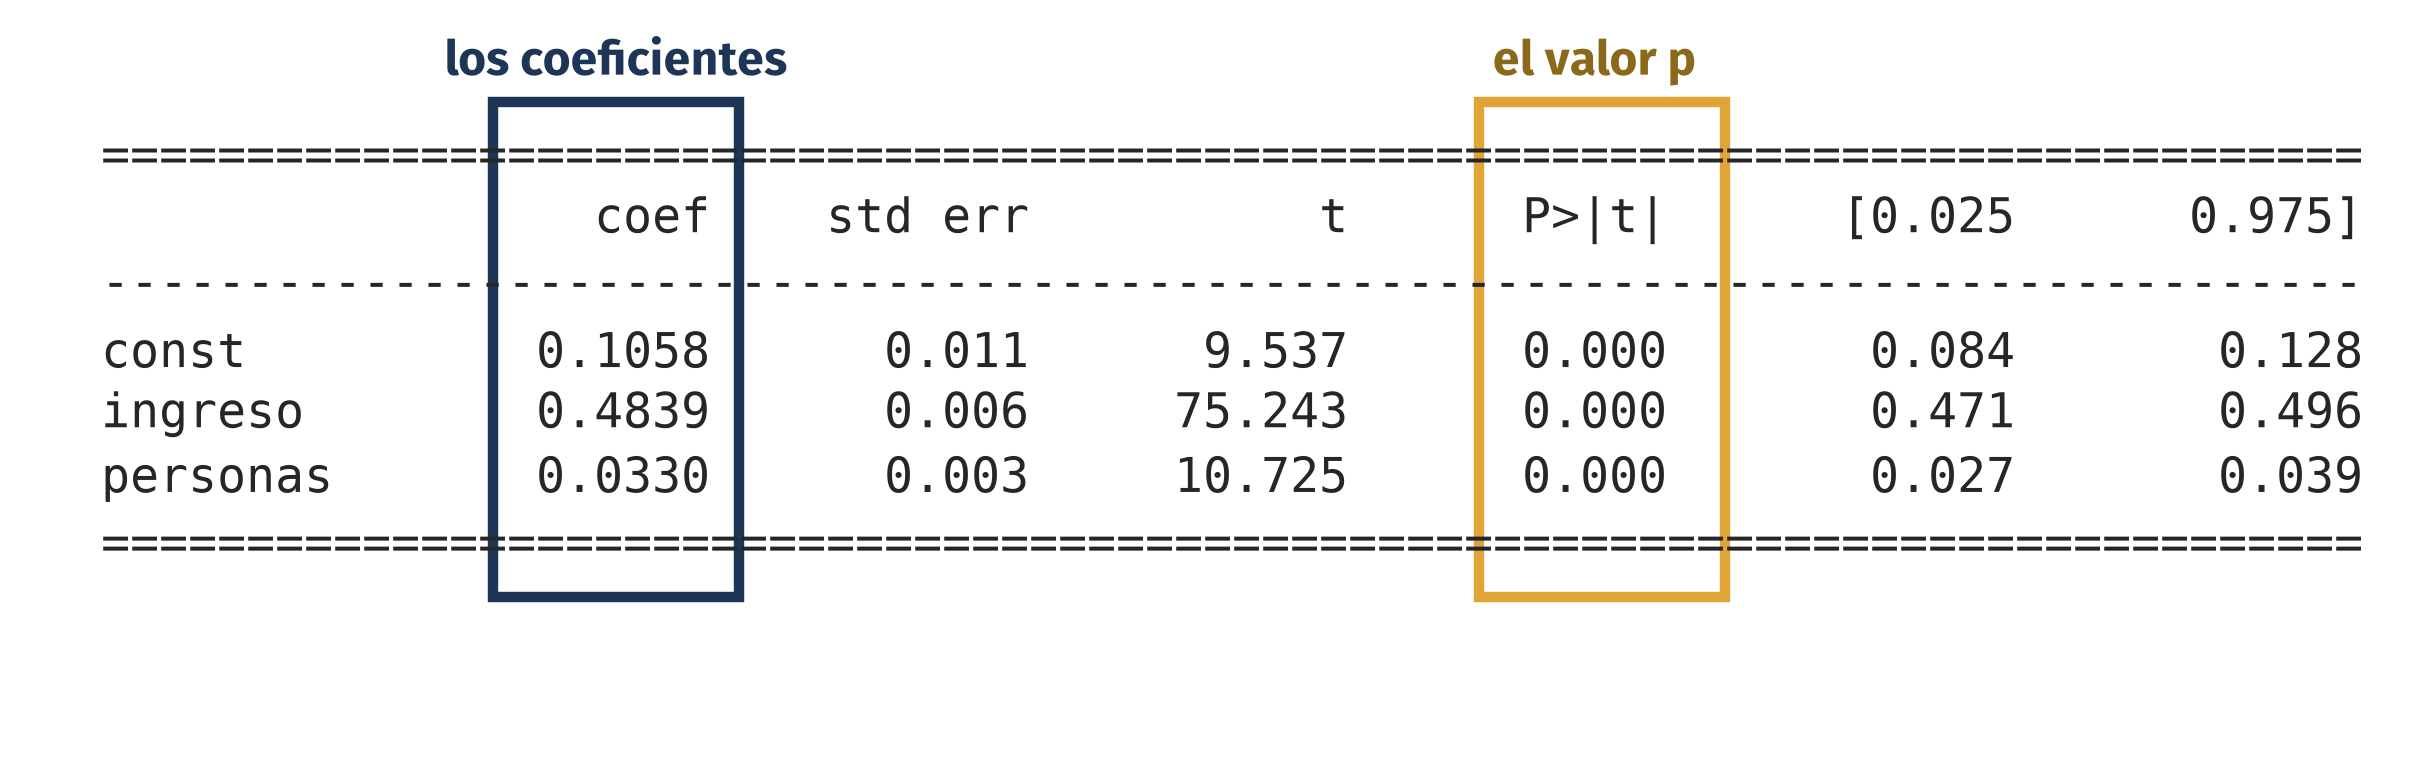 los coeficientes el valor p
==============================================================================
coef std err t P>|t| [0.025 0.975]
------------------------------------------------------------------------------
const 0.1058 0.011 9.537 0.000 0.084 0.128
ingreso 0.4839 0.006 75.243 0.000 0.471 0.496
personas 0.0330 0.003 10.725 0.000 0.027 0.039
==============================================================================